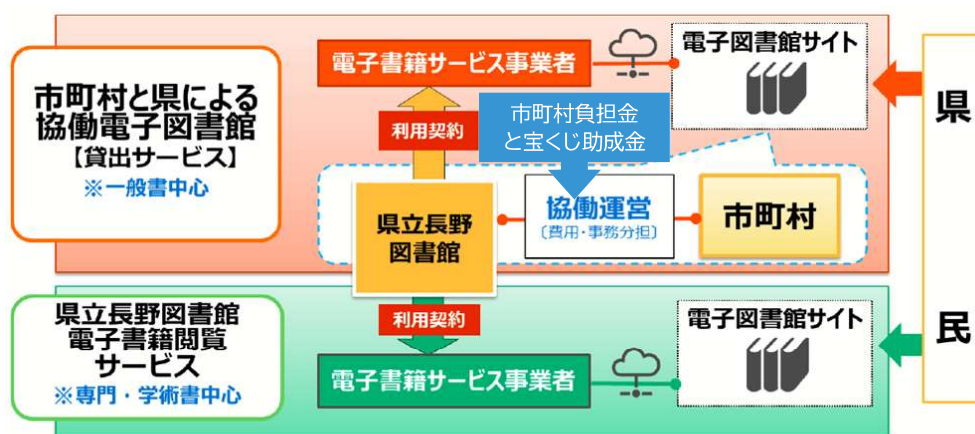 市町村と県による
協働電子図書館
【貸出サービス】
※一般書中心
電子書籍サービス事業者
電子図書館サイト
利用契約
市町村負担金
と宝くじ助成金
県立長野
図書館
協働運営
〔費用・事務分担〕
市町村
県
民
県立長野図書館
電子書籍閲覧
サービス
※専門・学術書中心
利用契約
電子書籍サービス事業者
電子図書館サイト